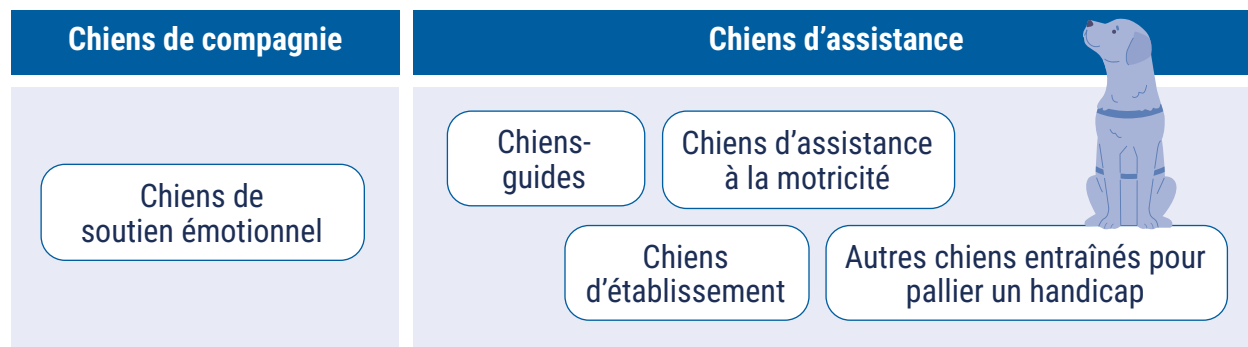 Chiens de compagnie
Chiens d’assistance
Chiens de
soutien émotionnel
Chiens-
guides
Chiens d’assistance
à la motricité
Chiens
d’établissement
Autres chiens entraînés pour
pallier un handicap